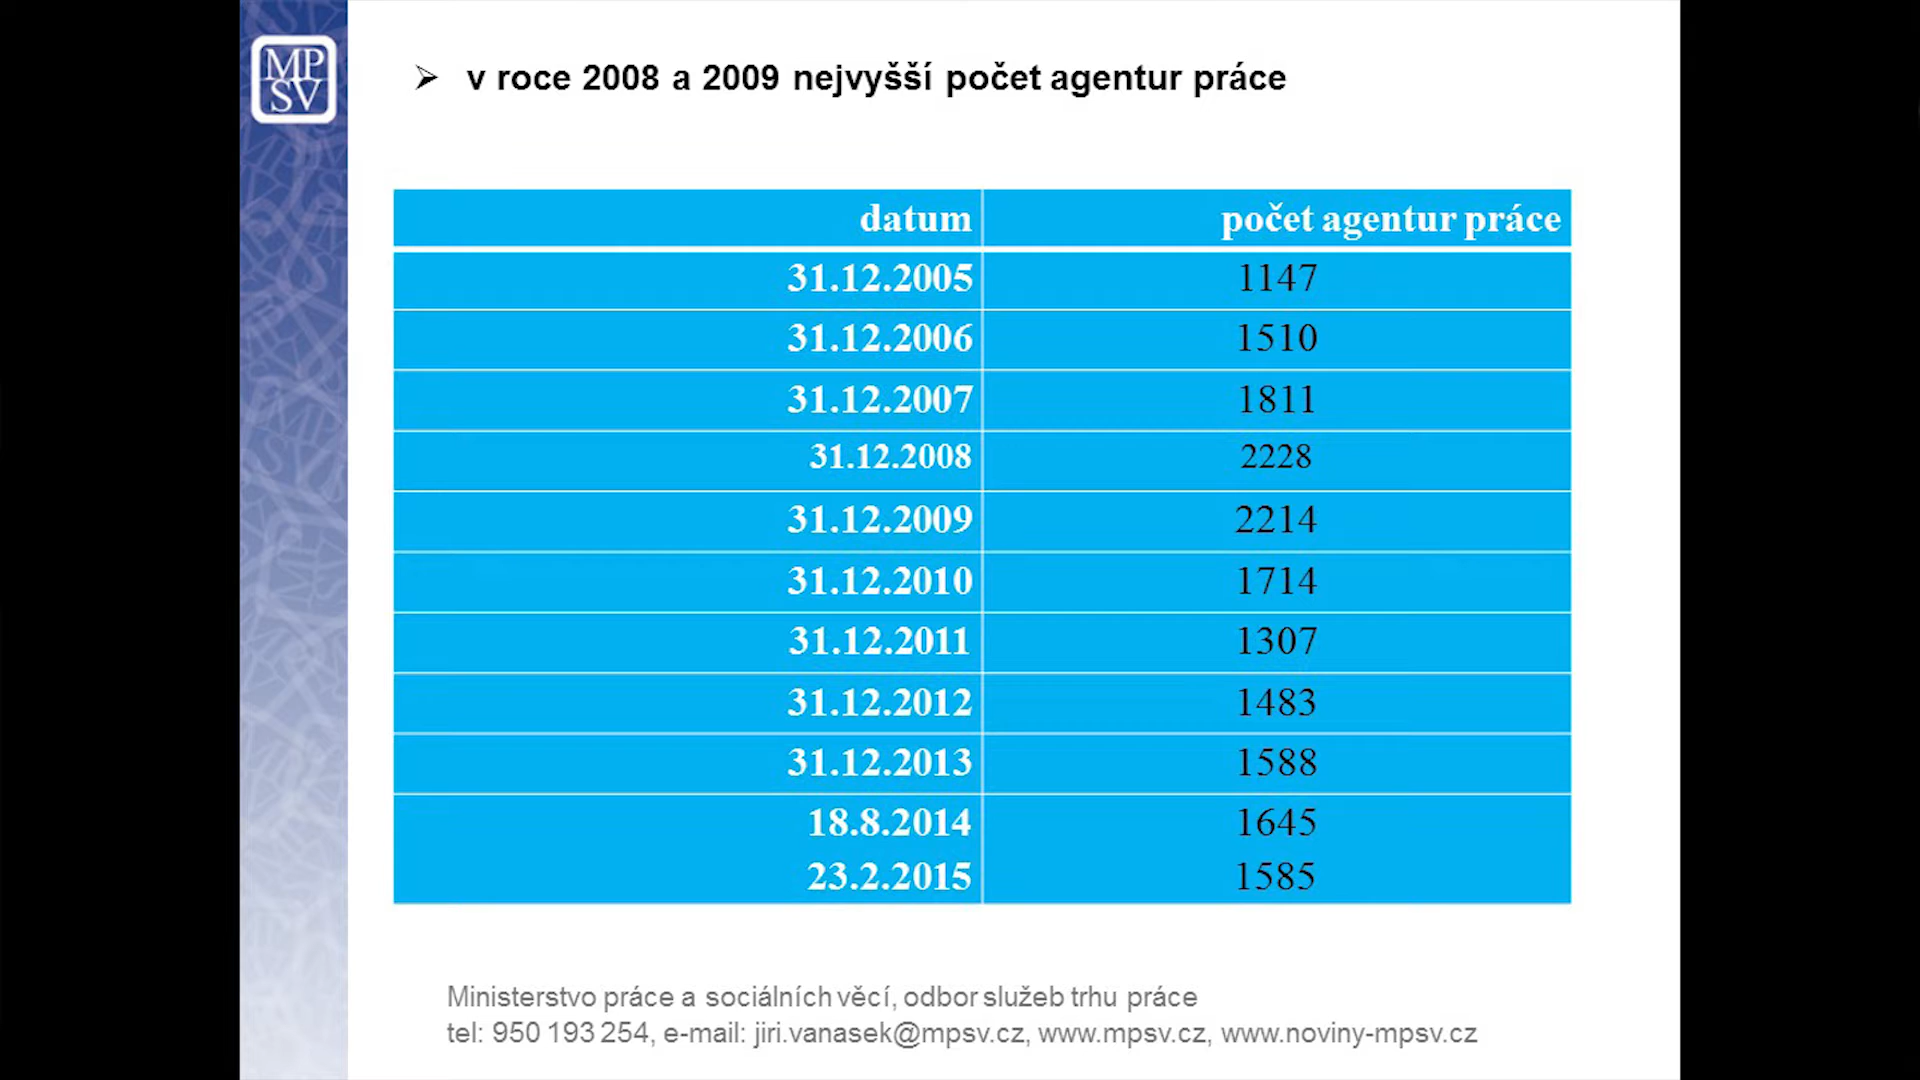 MP
SV
v roce 2008 a 2009 nejvyšší počet agentur práce
datum počet agentur práce
31.12.2005 1147
31.12.2006 1510
31.12.2007 1811
31.12.2008 2228
31.12.2009 2214
31.12.2010 1714
31.12.2011 1307
31.12.2012 1483
31.12.2013 1588
18.8.2014 1645
23.2.2015 1585
Ministerstvo práce a sociálních věcí, odbor služeb trhu práce
tel: 950 193 254, e-mail: jiri.vanasek@mpsv.cz, www.mpsv.cz, www.noviny-mpsv.cz